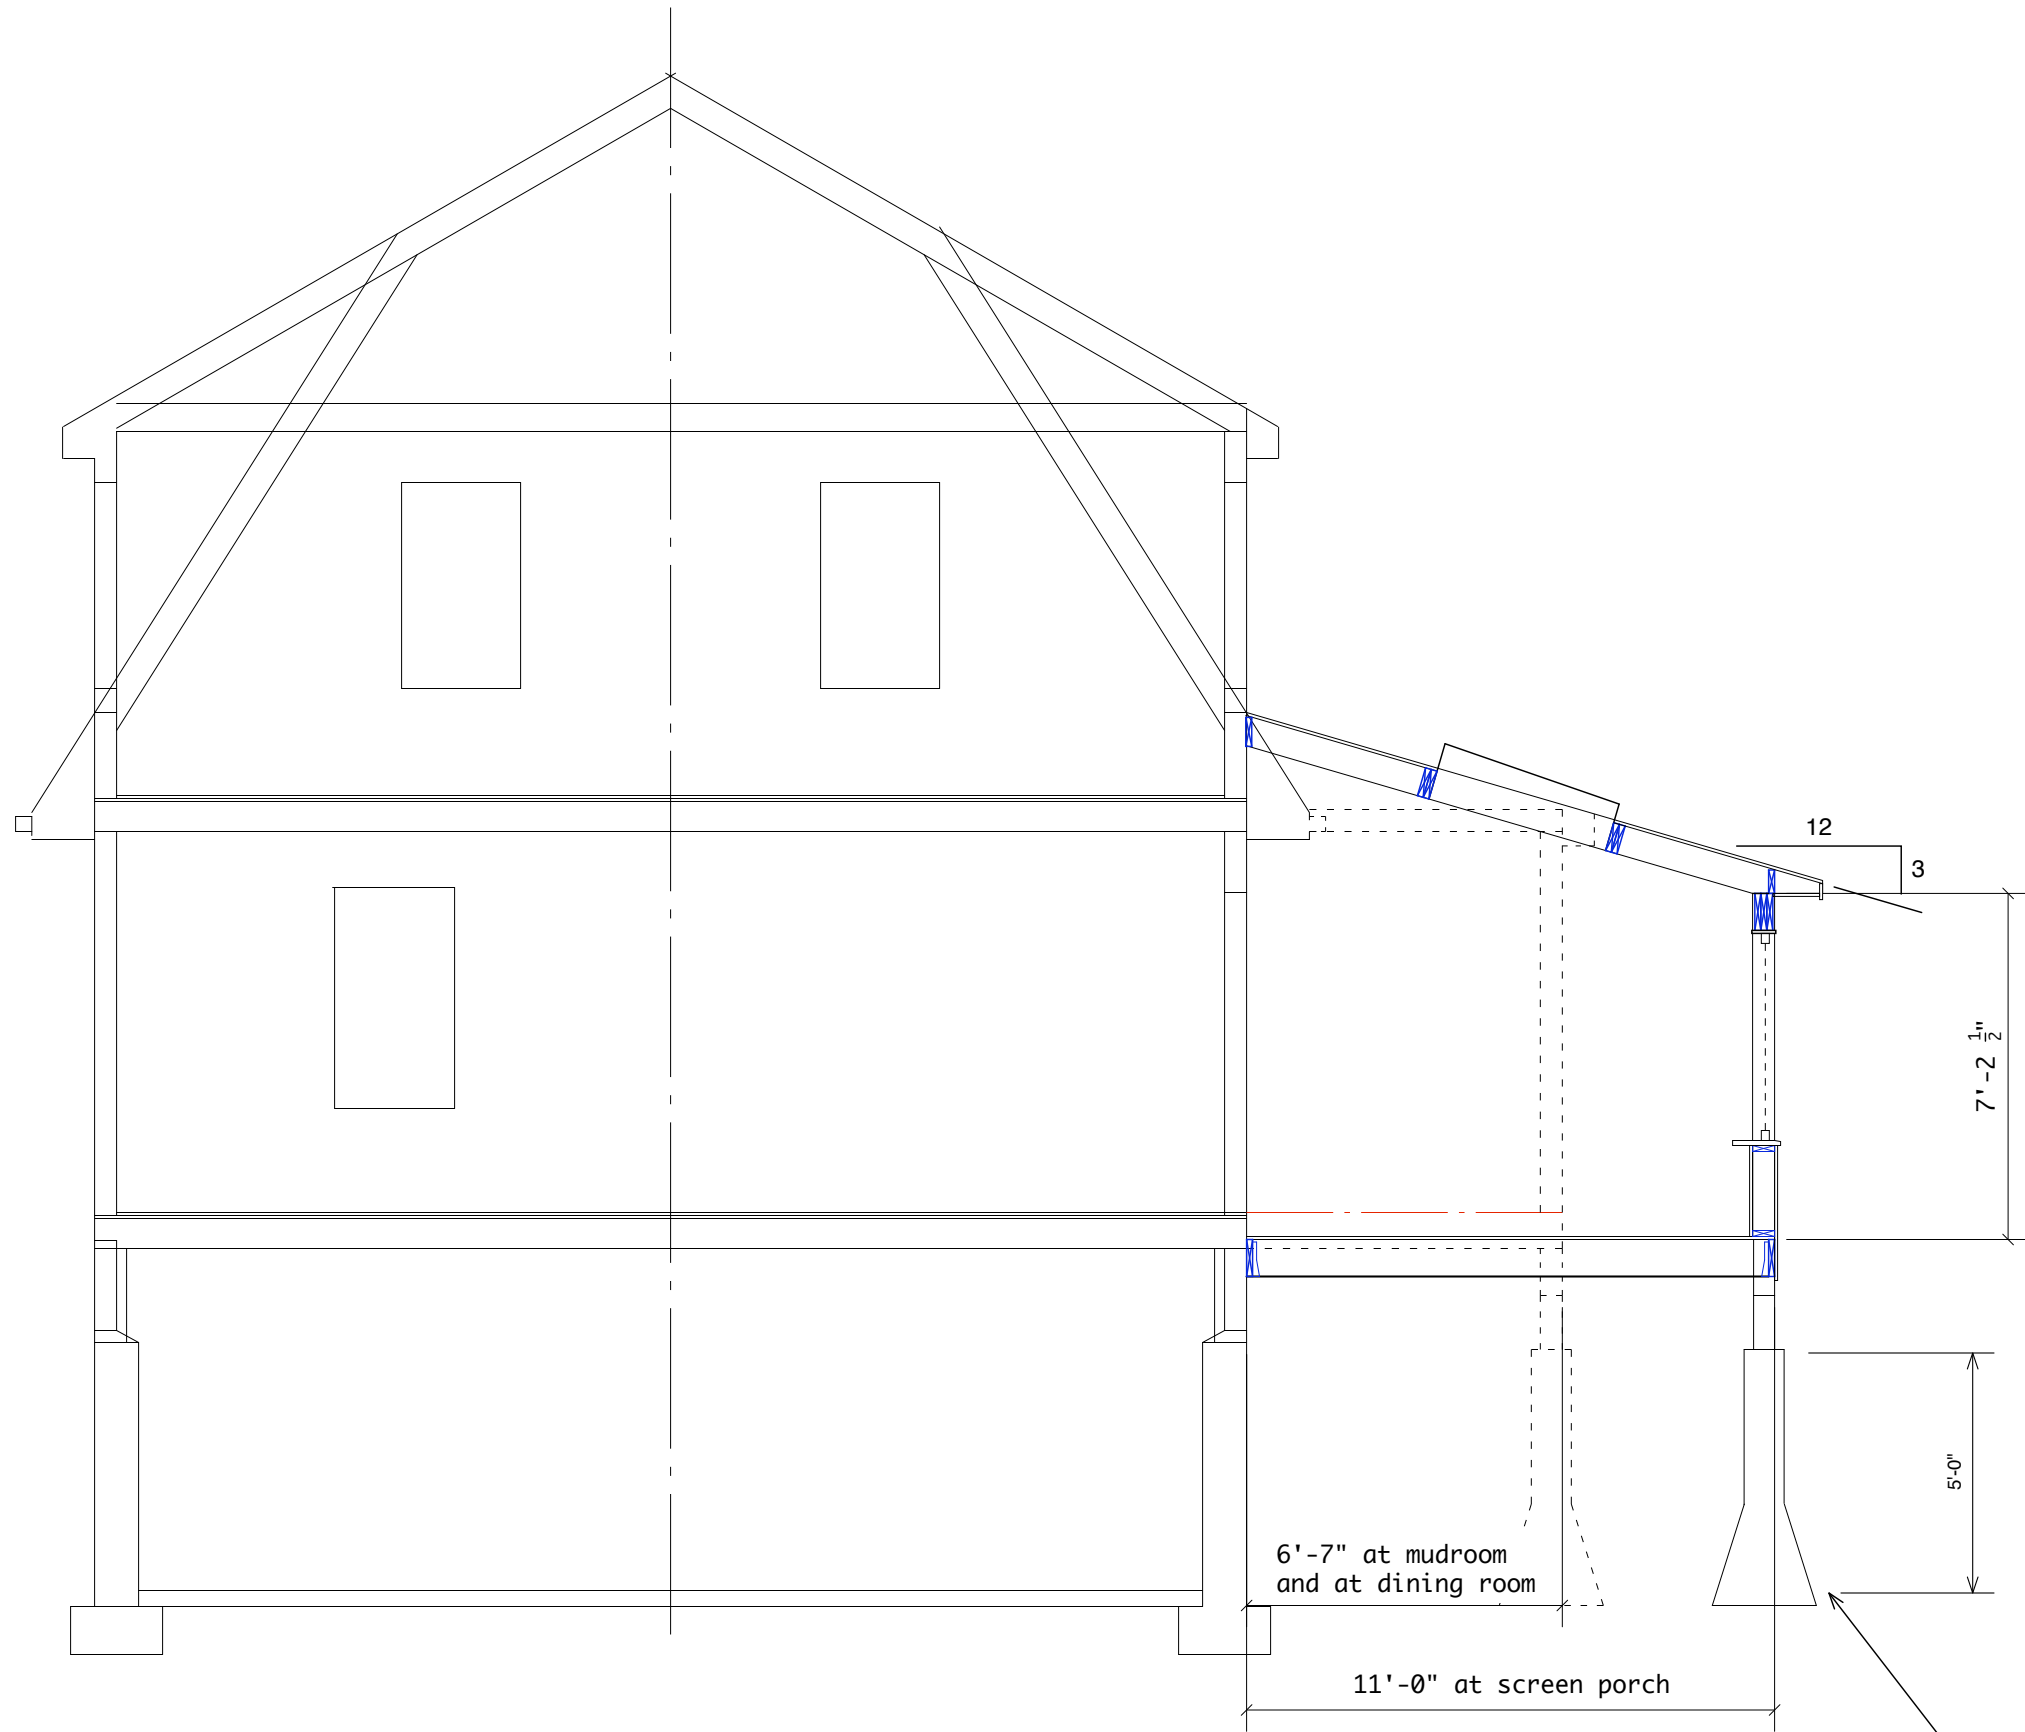 12
3
7'-2 1/2"
5'-0"
6'-7" at mudroom
and at dining room
11'-0" at screen porch